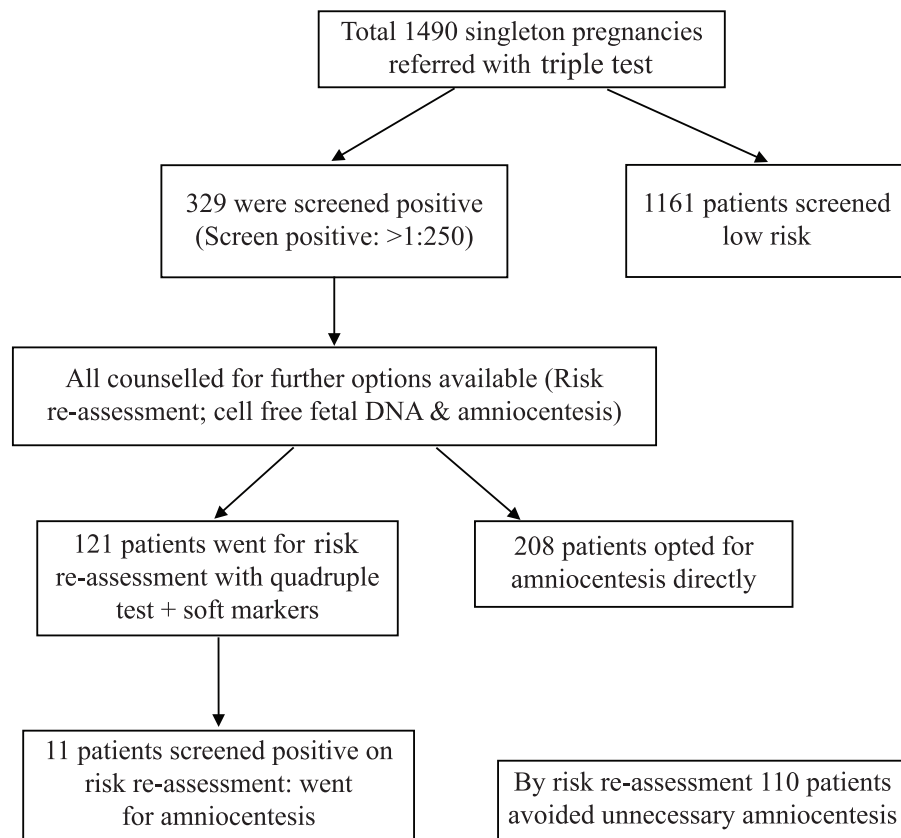 Total 1490 singleton pregnancies
referred with triple test
329 were screened positive
(Screen positive: >1:250)
1161 patients screened
low risk
All counselled for further options available (Risk
re-assessment; cell free fetal DNA & amniocentesis)
121 patients went for risk
re-assessment with quadruple
test + soft markers
208 patients opted for
amniocentesis directly
11 patients screened positive on
risk re-assessment: went
for amniocentesis
By risk re-assessment 110 patients
avoided unnecessary amniocentesis